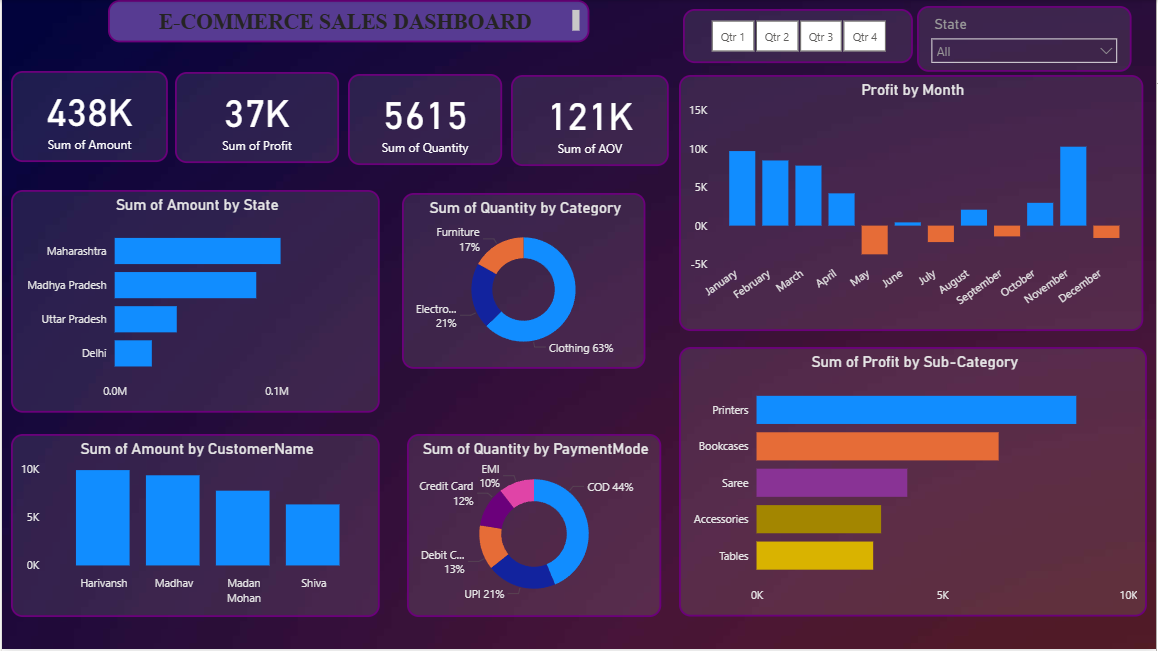 E-COMMERCE SALES DASHBOARD
Qtr 1
Qtr 2
Qtr 3
Qtr 4
State
All
438K
Sum of Amount
37K
Sum of Profit
5615
Sum of Quantity
121K
Sum of AOV
Profit by Month
15K
10K
5K
0K
-5K
January
February
March
April
May
June
July
August
September
October
November
December
Sum of Amount by State
Maharashtra
Madhya Pradesh
Uttar Pradesh
Delhi
0.0M
0.1M
Sum of Quantity by Category
Furniture
17%
Electro...
21%
Clothing 63%
Sum of Profit by Sub-Category
Printers
Bookcases
Saree
Accessories
Tables
0K
5K
10K
Sum of Amount by CustomerName
10K
5K
0K
Harivansh
Madhav
Madan
Mohan
Shiva
Sum of Quantity by PaymentMode
EMI
10%
Credit Card
12%
COD 44%
Debit C...
13%
UPI 21%